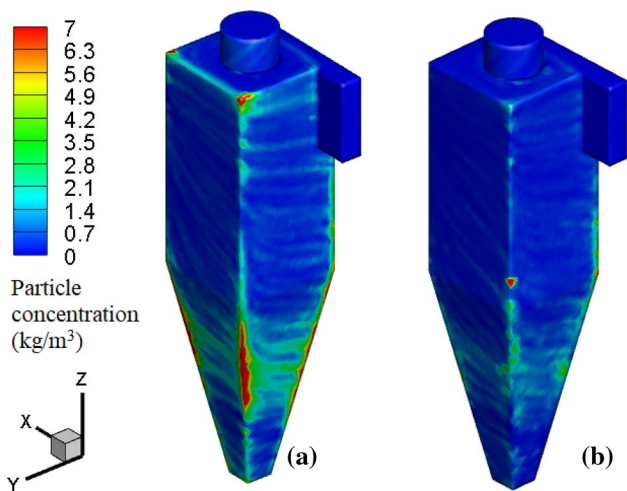 7
6.3
5.6
4.9
4.2
3.5
2.8
2.1
1.4
0.7
0
Particle
concentration
(kg/m³)
Z
X
Y
(a)
(b)